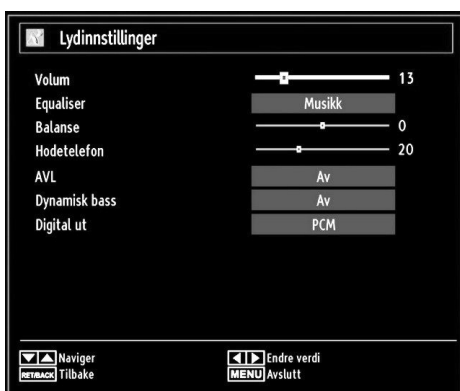 Lydinnstillinger
Volum 13
Equaliser Musikk
Balanse 0
Hodetelefon 20
AVL Av
Dynamisk bass Av
Digital ut PCM
Naviger Endre verdi
RET/BACK Tilbake MENU Avslutt